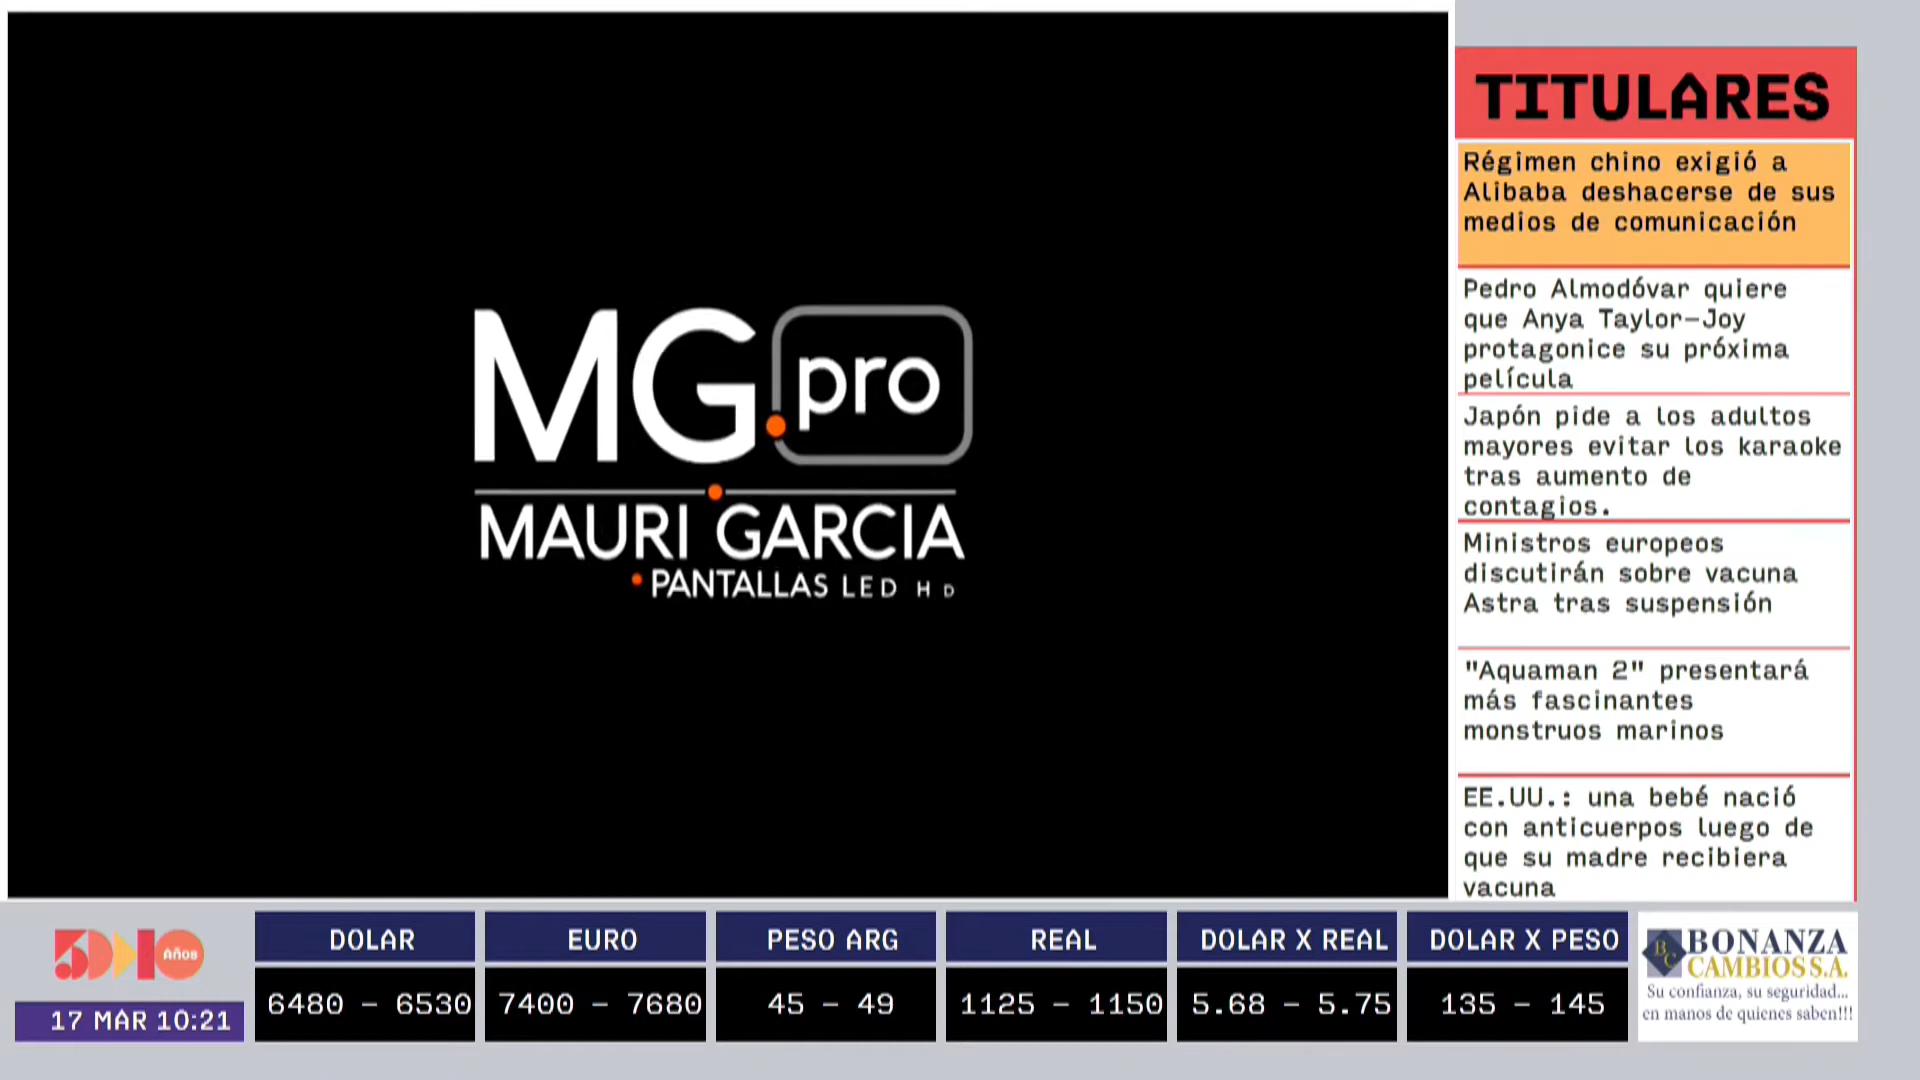 MG.pro
MAURI GARCIA
PANTALLAS LED HD
TITULARES
Régimen chino exigió a
Alibaba deshacerse de sus
medios de comunicación
Pedro Almodóvar quiere
que Anya Taylor-Joy
protagonice su próxima
película
Japón pide a los adultos
mayores evitar los karaoke
tras aumento de
contagios.
Ministros europeos
discutirán sobre vacuna
Astra tras suspensión
"Aquaman 2" presentará
más fascinantes
monstruos marinos
EE.UU.: una bebé nació
con anticuerpos luego de
que su madre recibiera
vacuna
Años
17 MAR 10:21
DOLAR
6480 - 6530
EURO
7400 - 7680
PESO ARG
45 - 49
REAL
1125 - 1150
DOLAR X REAL
5.68 - 5.75
DOLAR X PESO
135 - 145
BC
BONANZA
CAMBIOS S.A.
Su confianza, su seguridad...
en manos de quienes saben!!!